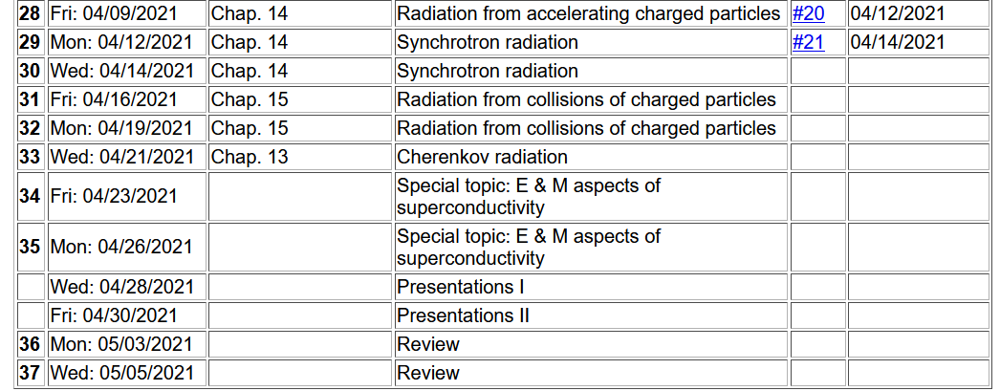 28 Fri: 04/09/2021 Chap. 14 Radiation from accelerating charged particles #20 04/12/2021
29 Mon: 04/12/2021 Chap. 14 Synchrotron radiation #21 04/14/2021
30 Wed: 04/14/2021 Chap. 14 Synchrotron radiation
31 Fri: 04/16/2021 Chap. 15 Radiation from collisions of charged particles
32 Mon: 04/19/2021 Chap. 15 Radiation from collisions of charged particles
33 Wed: 04/21/2021 Chap. 13 Cherenkov radiation
34 Fri: 04/23/2021 Special topic: E & M aspects of
superconductivity
35 Mon: 04/26/2021 Special topic: E & M aspects of
superconductivity
Wed: 04/28/2021 Presentations I
Fri: 04/30/2021 Presentations II
36 Mon: 05/03/2021 Review
37 Wed: 05/05/2021 Review